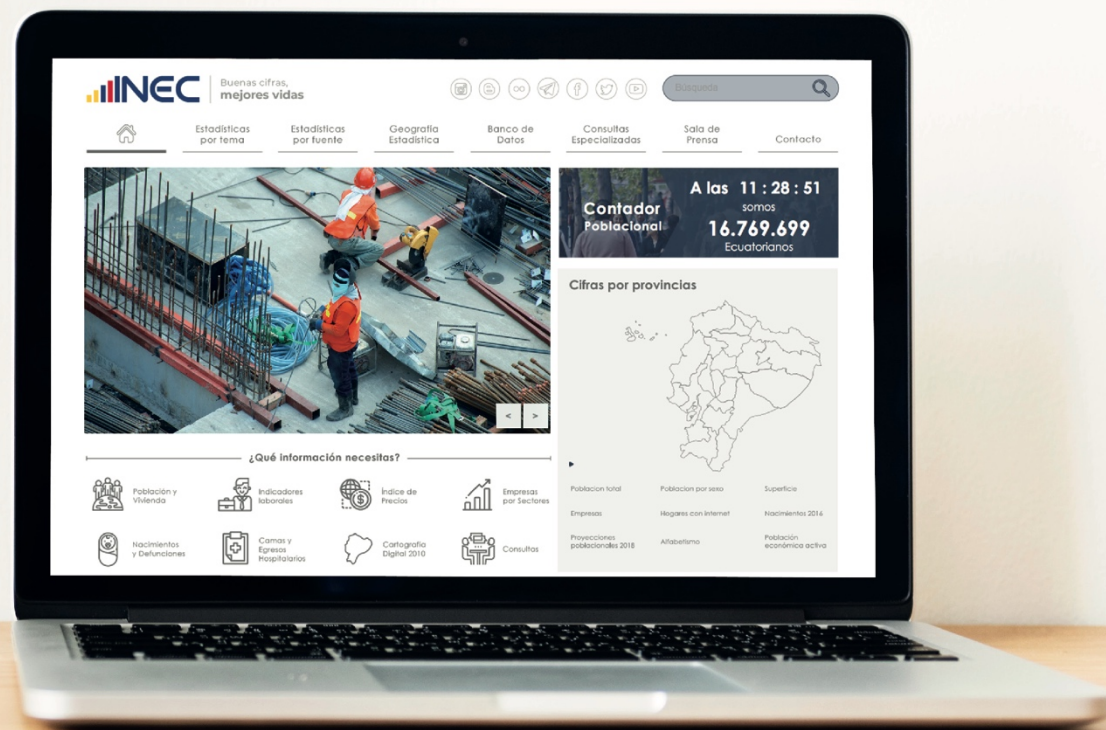 INEC
Buenas cifras,
mejores vidas
Búsqueda
Estadísticas
por tema
Estadísticas
por fuente
Geografía
Estadística
Banco de
Datos
Consultas
Especializadas
Sala de
Prensa
Contacto
Contador
Poblacional
A las 11 : 28 : 51
somos
16.769.699
Ecuatorianos
Cifras por provincias
< >
¿Qué información necesitas?
Población y
Vivienda
Indicadores
laborales
Índice de
Precios
Empresas
por Sectores
Nacimientos
y Defunciones
Camas y
Egresos
Hospitalarios
Cartografía
Digital 2010
Consultas
Poblacion total
Poblacion por sexo
Superficie
Empresas
Hogares con internet
Nacimientos 2016
Proyecciones
poblacionales 2018
Alfabetismo
Población
económica activa